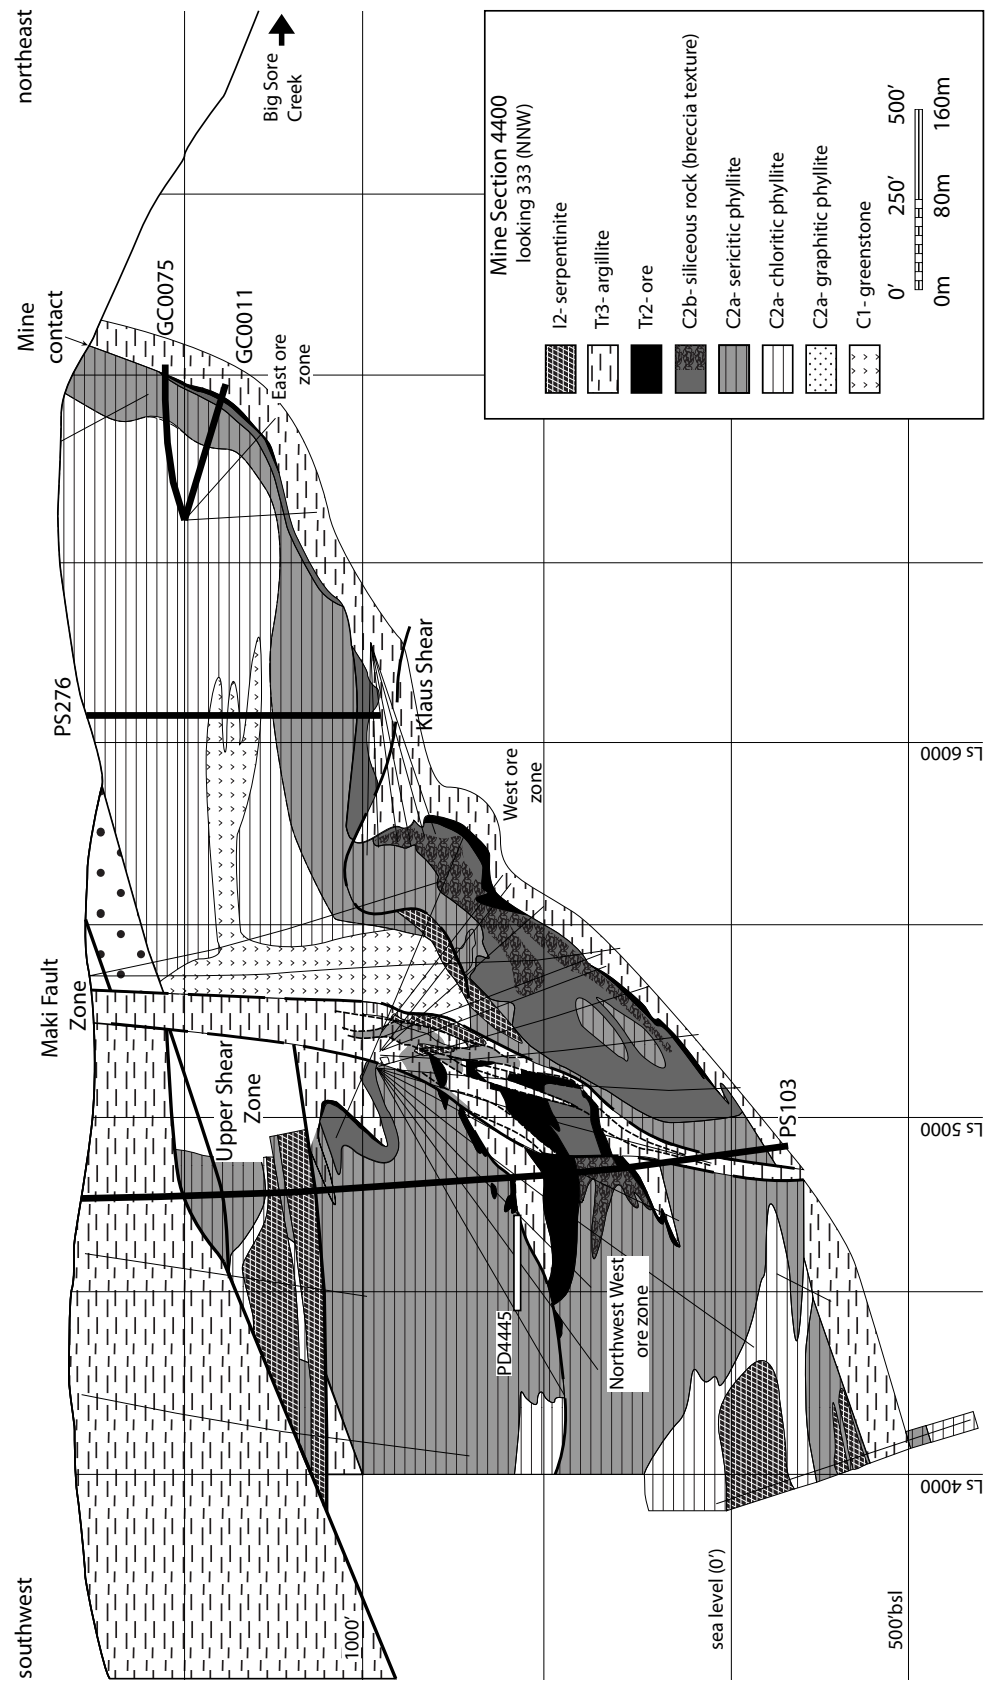 southwest
northeast
Maki Fault
Zone
PS276
Mine
contact
GC0075
GC0011
East ore
zone
Big Sore
Creek
Upper Shear
Zone
Klaus Shear
West ore
zone
1000'
PD4445
Northwest West
ore zone
PS103
sea level (0')
500'bsl
Ls 4000
Ls 5000
Ls 6000
Mine Section 4400
looking 333 (NNW)
I2- serpentinite
Tr3- argillite
Tr2- ore
C2b- siliceous rock (breccia texture)
C2a- sericitic phyllite
C2a- chloritic phyllite
C2a- graphitic phyllite
C1- greenstone
0' 250' 500'
0m 80m 160m